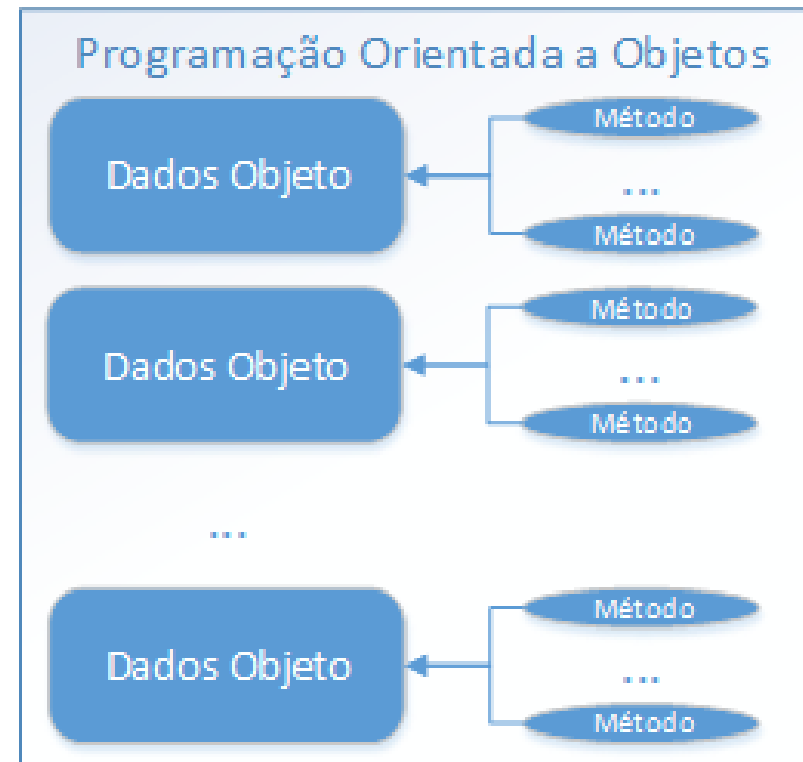 Programação Orientada a Objetos
Método
Dados Objeto
...
Método
Método
Dados Objeto
...
Método
...
Método
Dados Objeto
...
Método